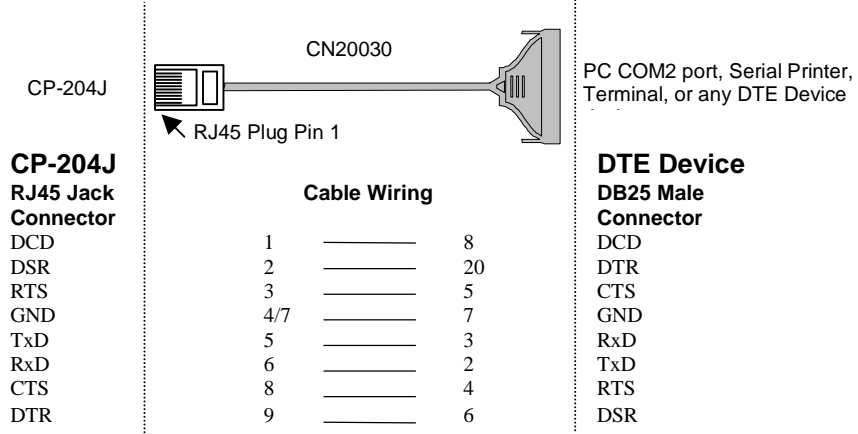 CN20030
CP-204J
PC COM2 port, Serial Printer,
Terminal, or any DTE Device
RJ45 Plug Pin 1
CP-204J DTE Device
RJ45 Jack Cable Wiring DB25 Male
Connector Connector
DCD 1 8 DCD
DSR 2 20 DTR
RTS 3 5 CTS
GND 4/7 7 GND
TxD 5 3 RxD
RxD 6 2 TxD
CTS 8 4 RTS
DTR 9 6 DSR